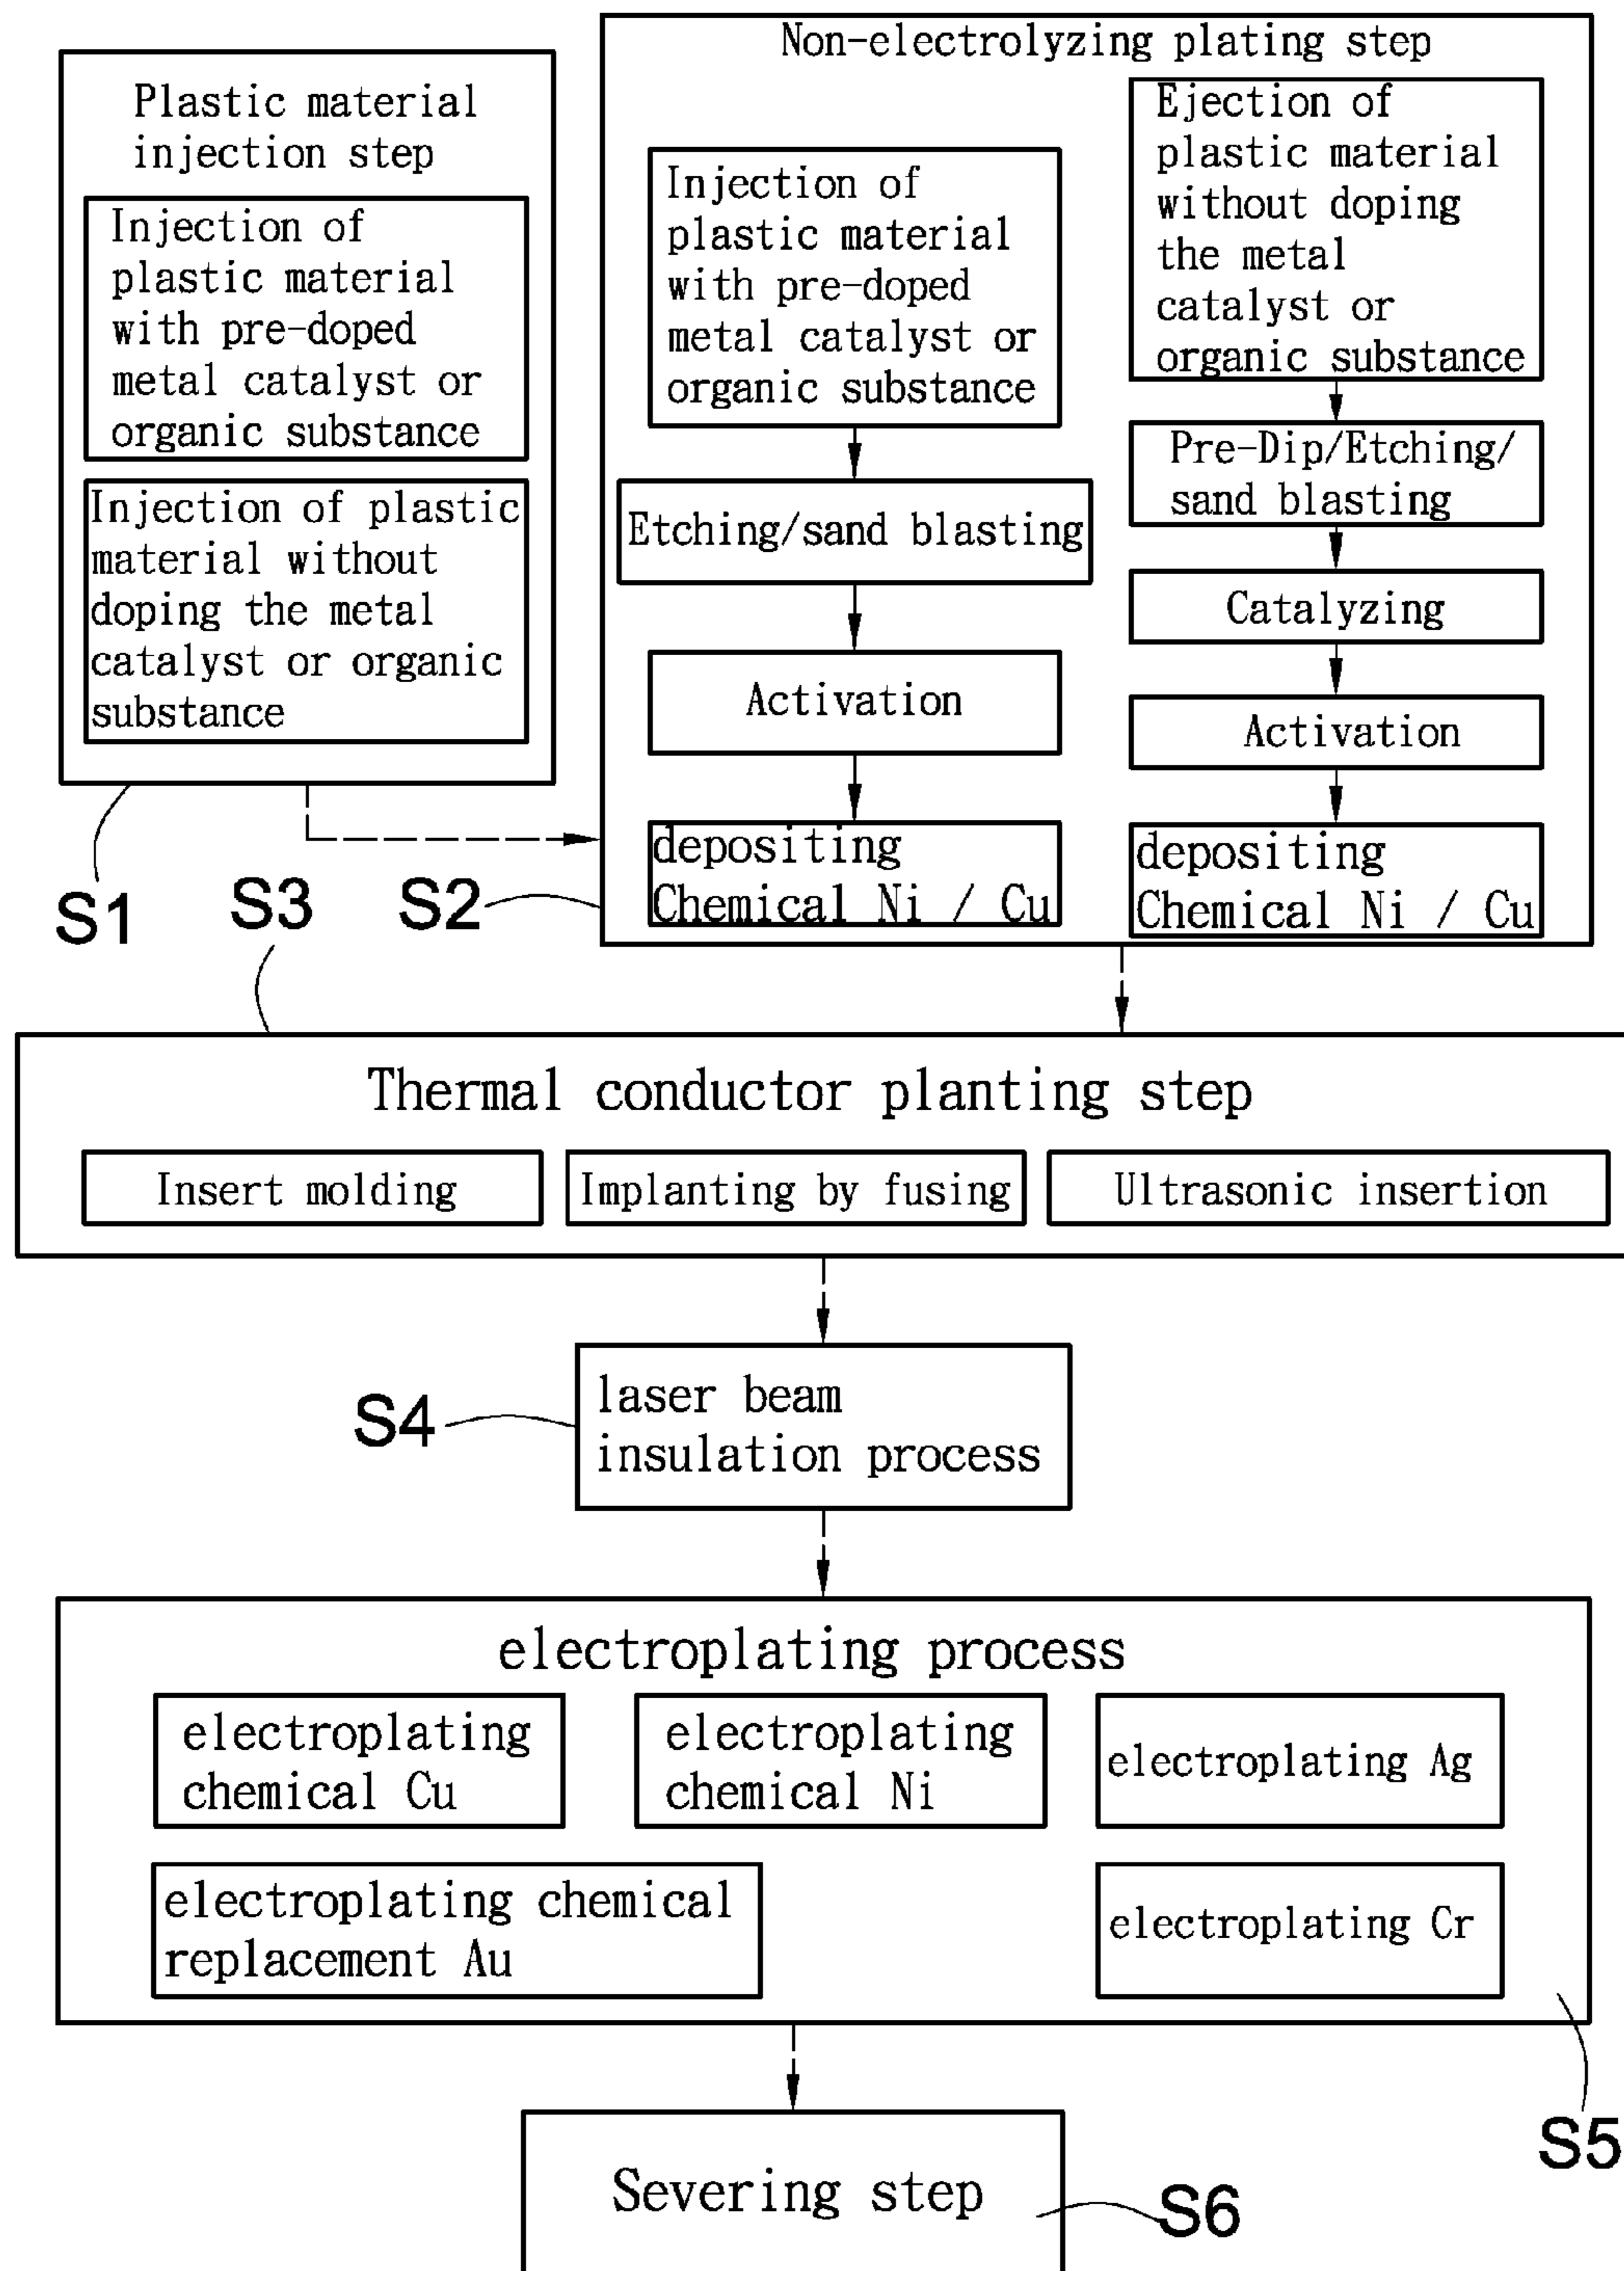 Plastic material
injection step
Injection of
plastic material
with pre-doped
metal catalyst or
organic substance
Injection of plastic
material without
doping the metal
catalyst or organic
substance
S1
Non-electrolyzing plating step
Injection of
plastic material
with pre-doped
metal catalyst or
organic substance
Etching/sand blasting
Activation
depositing
Chemical Ni / Cu
Ejection of
plastic material
without doping
the metal
catalyst or
organic substance
Pre-Dip/Etching/
sand blasting
Catalyzing
Activation
depositing
Chemical Ni / Cu
S2
S3
Thermal conductor planting step
Insert molding
Implanting by fusing
Ultrasonic insertion
S4
laser beam
insulation process
electroplating process
electroplating
chemical Cu
electroplating
chemical Ni
electroplating Ag
electroplating chemical
replacement Au
electroplating Cr
S5
Severing step
S6